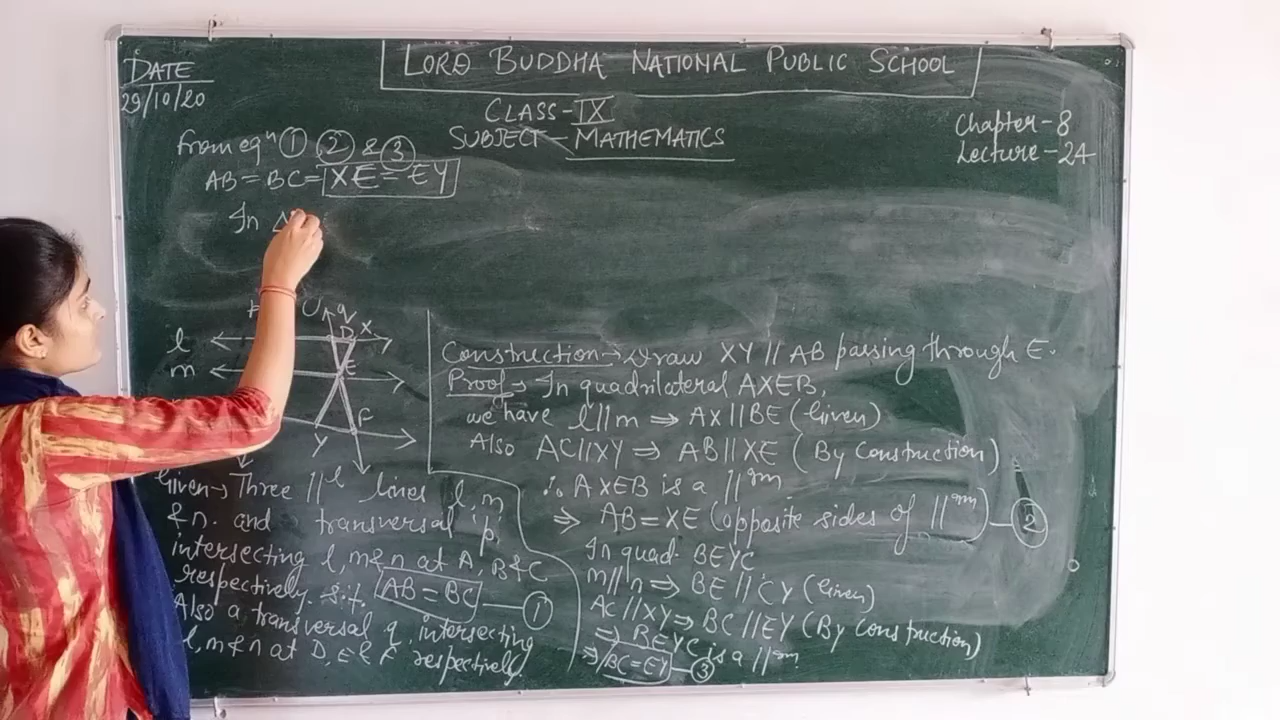 DATE
29/10/20
LORD BUDDHA NATIONAL PUBLIC SCHOOL
CLASS-IX
SUBJECT- MATHEMATICS
Chapter-8
Lecture-24
From eqⁿ ① ② & ③
AB = BC = XE = EY
In Δ
q
l
D X
m
E
F
Y
Given→ Three ||ˡ lines l, m
& n. and transversal 'p'
intersecting l, m & n at A, B & C
respectively. s.t. AB = BC — ①
Also a transversal q, intersecting
l, m & n at D, E & F respectively.
Construction→ Draw XY || AB passing through E.
Proof→ In quadrilateral AXEB,
we have l||m ⇒ AX||BE (Given)
Also AC||XY ⇒ AB||XE (By Construction)
∴ AXEB is a ||gm
⇒ AB = XE (opposite sides of ||gm) — ②
In quad. BEYC
m||n ⇒ BE || CY (Given)
AC||XY ⇒ BC || EY (By construction)
⇒ BEYC is a ||gm
⇒ BC = EY — ③